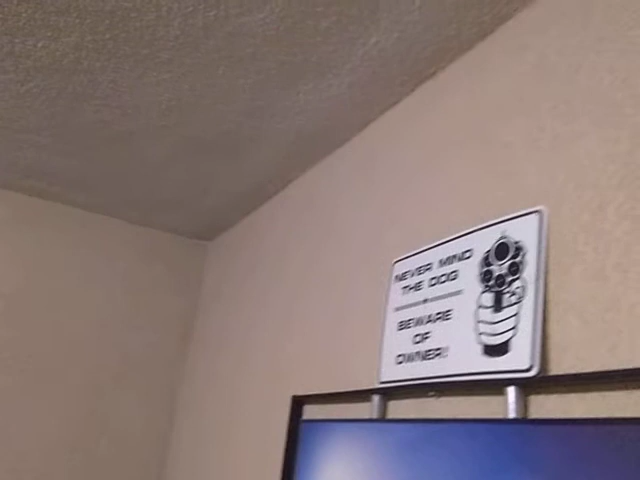 NEVER MIND
THE DOG
BEWARE
OF
OWNER!